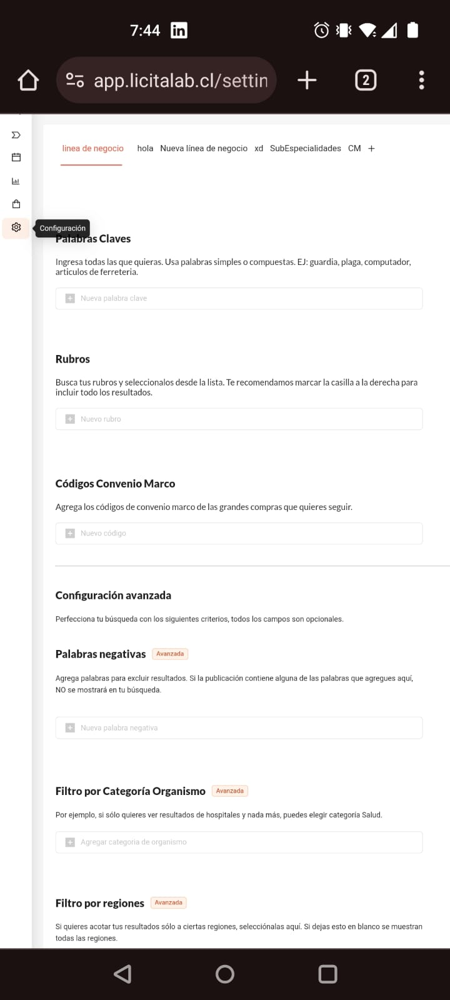 7:44 in
app.licitalab.cl/settin 2
linea de negocio hola Nueva línea de negocio xd SubEspecialidades CM +
Configuración
Palabras Claves
Ingresa todas las que quieras. Usa palabras simples o compuestas. EJ: guardia, plaga, computador,
articulos de ferreteria.
Nueva palabra clave
Rubros
Busca tus rubros y seleccionalos desde la lista. Te recomendamos marcar la casilla a la derecha para
incluir todo los resultados.
Nuevo rubro
Códigos Convenio Marco
Agrega los códigos de convenio marco de las grandes compras que quieres seguir.
Nuevo código
Configuración avanzada
Perfecciona tu búsqueda con los siguientes criterios, todos los campos son opcionales.
Palabras negativas Avanzada
Agrega palabras para excluir resultados. Si la publicación contiene alguna de las palabras que agregues aquí,
NO se mostrará en tu búsqueda.
Nueva palabra negativa
Filtro por Categoría Organismo Avanzada
Por ejemplo, si sólo quieres ver resultados de hospitales y nada más, puedes elegir categoría Salud.
Agregar categoria de organismo
Filtro por regiones Avanzada
Si quieres acotar tus resultados sólo a ciertas regiones, selecciónalas aquí. Si dejas esto en blanco se muestran
todas las regiones.